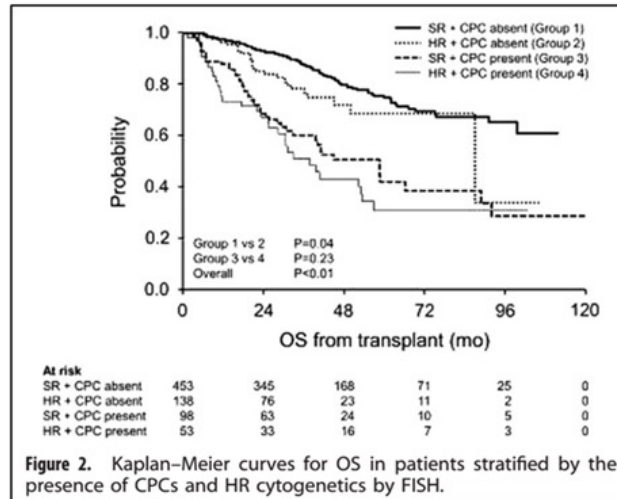 SR + CPC absent (Group 1)
HR + CPC absent (Group 2)
SR + CPC present (Group 3)
HR + CPC present (Group 4)
Probability
1.0
0.8
0.6
0.4
0.2
0.0
Group 1 vs 2 P=0.04
Group 3 vs 4 P=0.23
Overall P<0.01
0 24 48 72 96 120
OS from transplant (mo)
At risk
SR + CPC absent 453 345 168 71 25 0
HR + CPC absent 138 76 23 11 2 0
SR + CPC present 98 63 24 10 5 0
HR + CPC present 53 33 16 7 3 0
Figure 2. Kaplan–Meier curves for OS in patients stratified by the
presence of CPCs and HR cytogenetics by FISH.